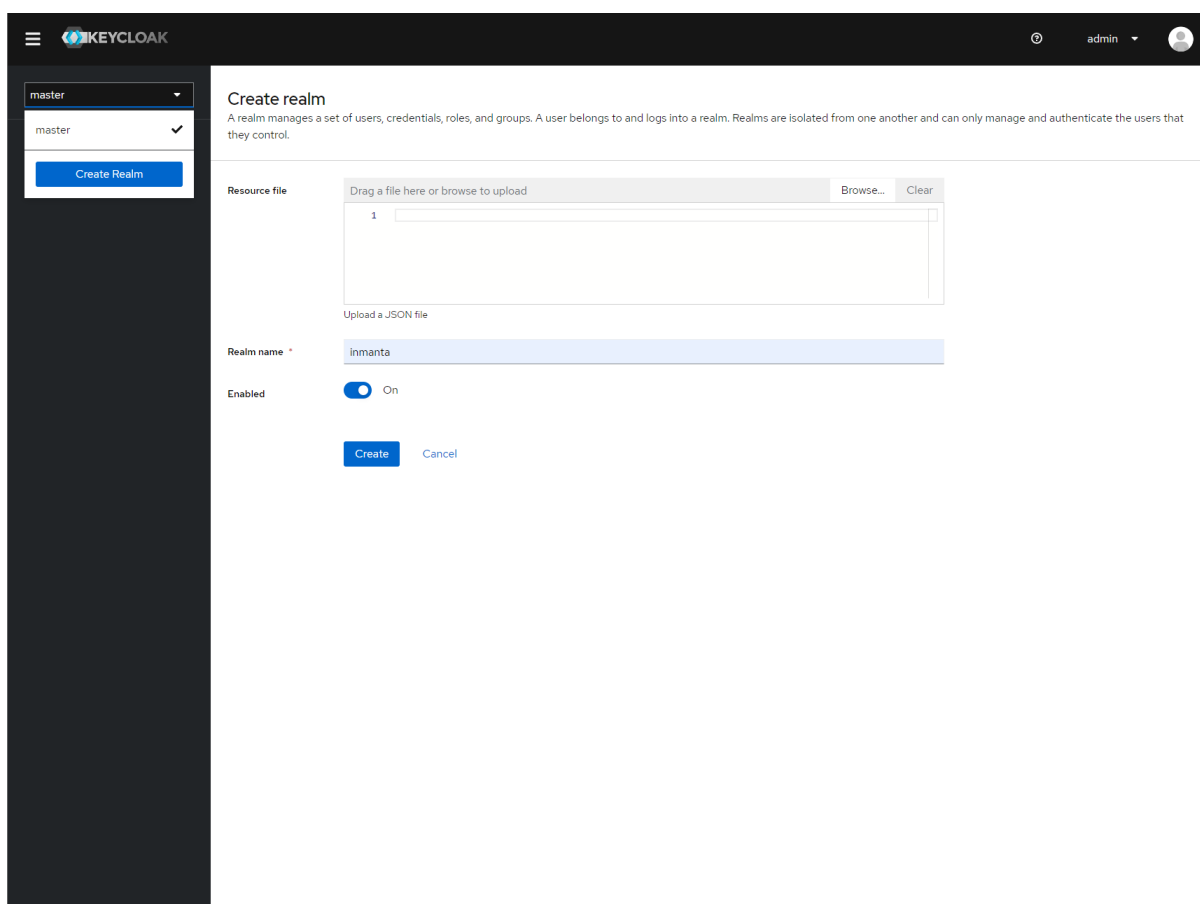 KEYCLOAK
admin
master
master
Create Realm
Create realm
A realm manages a set of users, credentials, roles, and groups. A user belongs to and logs into a realm. Realms are isolated from one another and can only manage and authenticate the users that
they control.
Resource file
Drag a file here or browse to upload
Browse...
Clear
1
Upload a JSON file
Realm name *
inmanta
Enabled
On
Create
Cancel